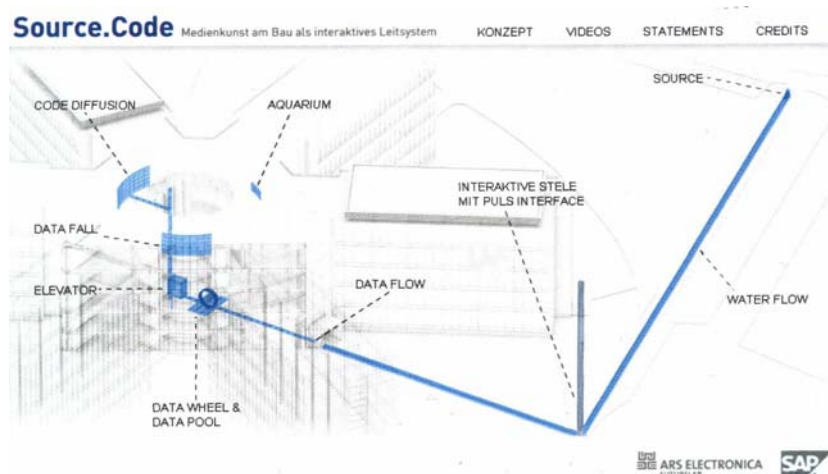 Source.Code Medienkunst am Bau als interaktives Leitsystem
KONZEPT VIDEOS STATEMENTS CREDITS
SOURCE
CODE DIFFUSION
AQUARIUM
INTERAKTIVE STELE
MIT PULS INTERFACE
DATA FALL
ELEVATOR
DATA FLOW
WATER FLOW
DATA WHEEL &
DATA POOL
ARS ELECTRONICA
SAP